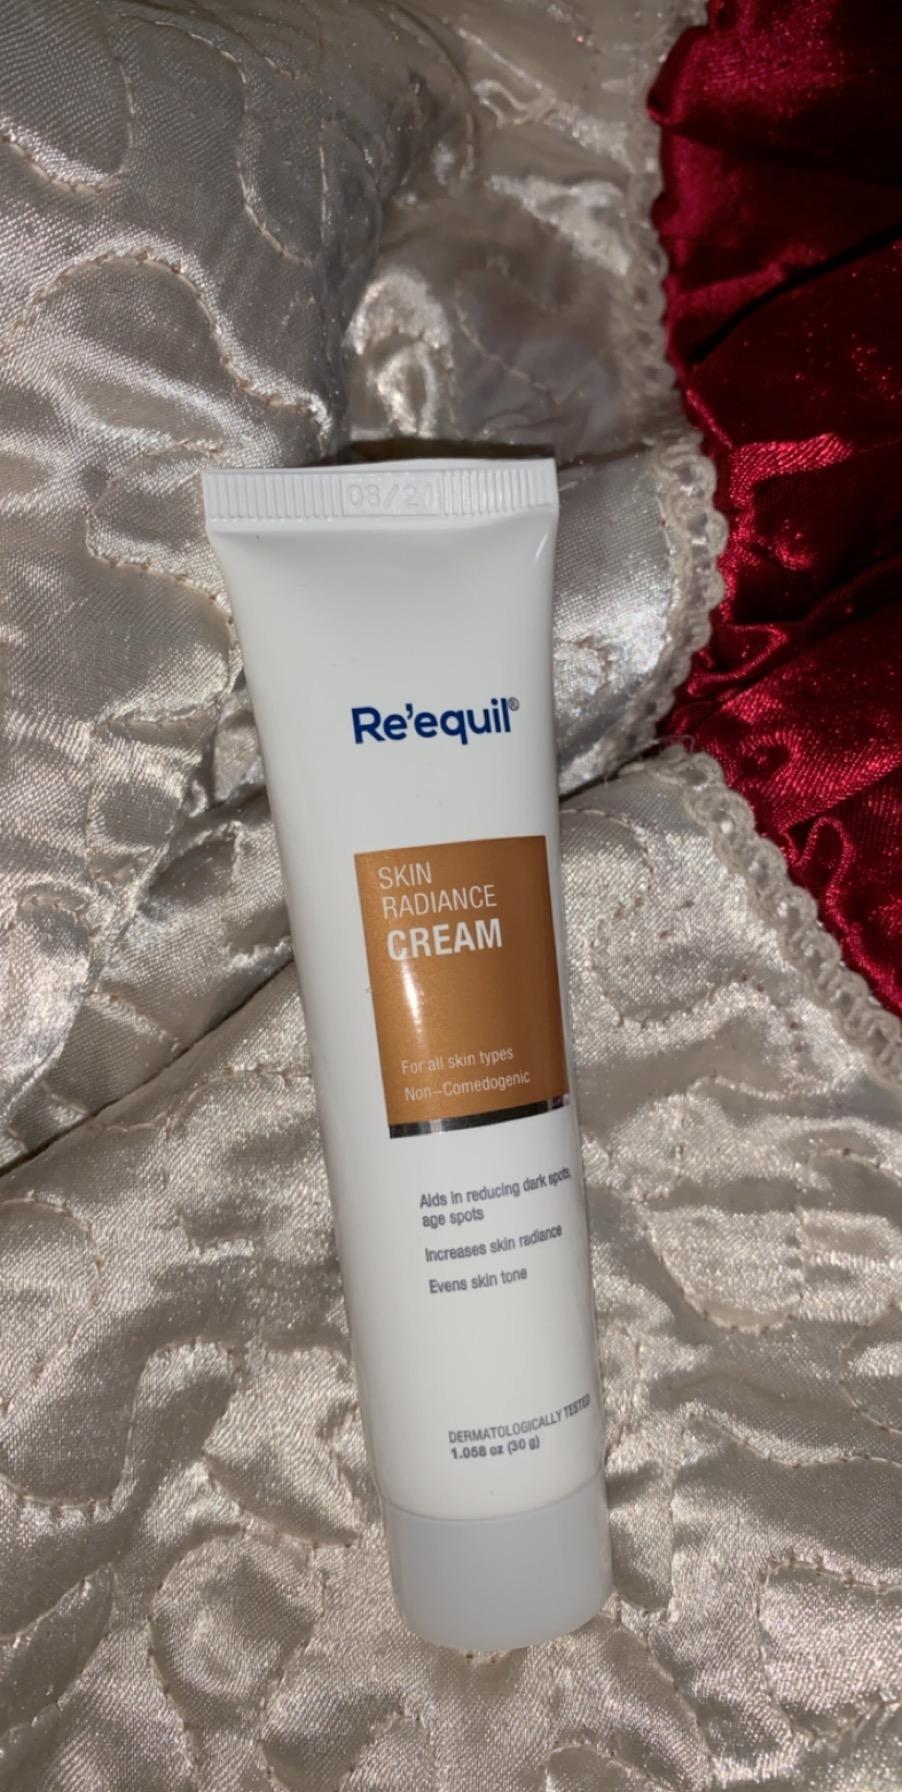 03/21
Re'equil®
SKIN
RADIANCE
CREAM
For all skin types
Non-Comedogenic
Aids in reducing dark spots,
age spots
Increases skin radiance
Evens skin tone
DERMATOLOGICALLY TESTED
1.058 oz (30 g)